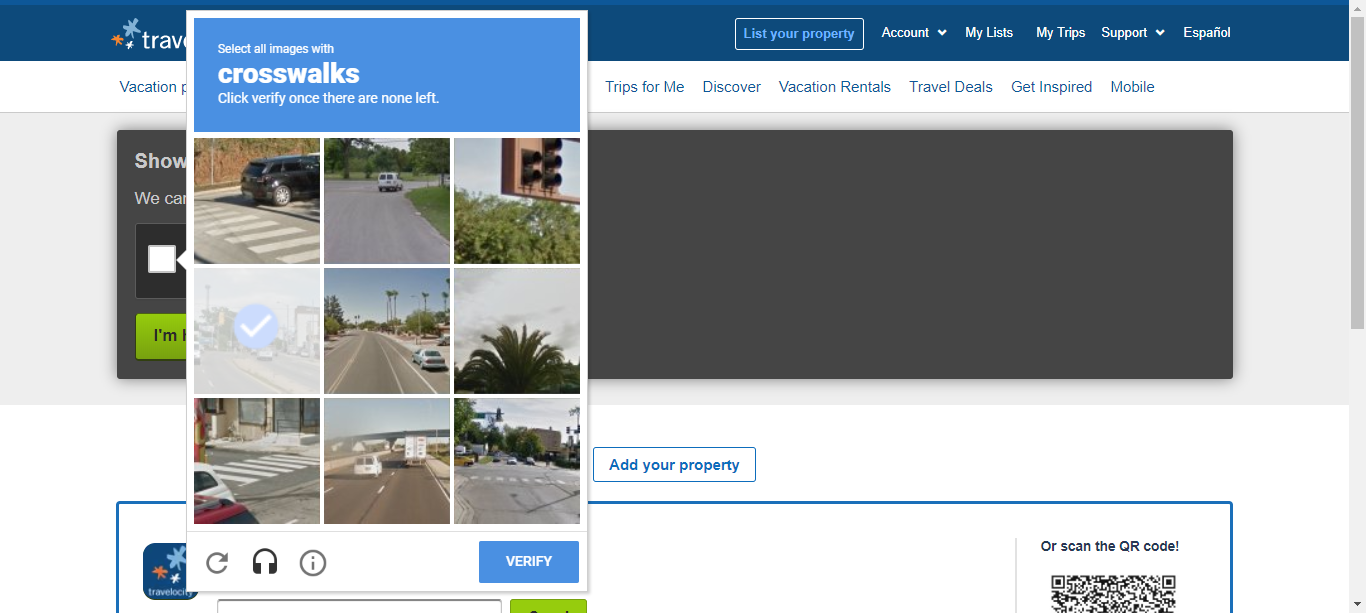 List your property
Account
My Lists
My Trips
Support
Español
Vacation
Trips for Me
Discover
Vacation Rentals
Travel Deals
Get Inspired
Mobile
Select all images with
crosswalks
Click verify once there are none left.
Show
We
I'm
VERIFY
Add your property
travelocity
Or scan the QR code!